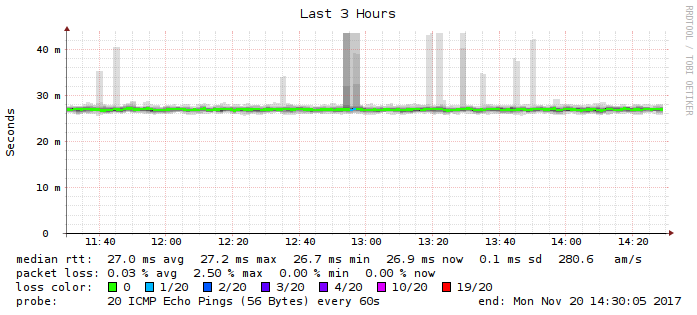 Last 3 Hours
RRDTOOL / TOBI OETIKER
Seconds
40 m
30 m
20 m
10 m
0
11:40 12:00 12:20 12:40 13:00 13:20 13:40 14:00 14:20
median rtt: 27.0 ms avg 27.2 ms max 26.7 ms min 26.9 ms now 0.1 ms sd 280.6 am/s
packet loss: 0.03 % avg 2.50 % max 0.00 % min 0.00 % now
loss color: 0 1/20 2/20 3/20 4/20 10/20 19/20
probe: 20 ICMP Echo Pings (56 Bytes) every 60s end: Mon Nov 20 14:30:05 2017